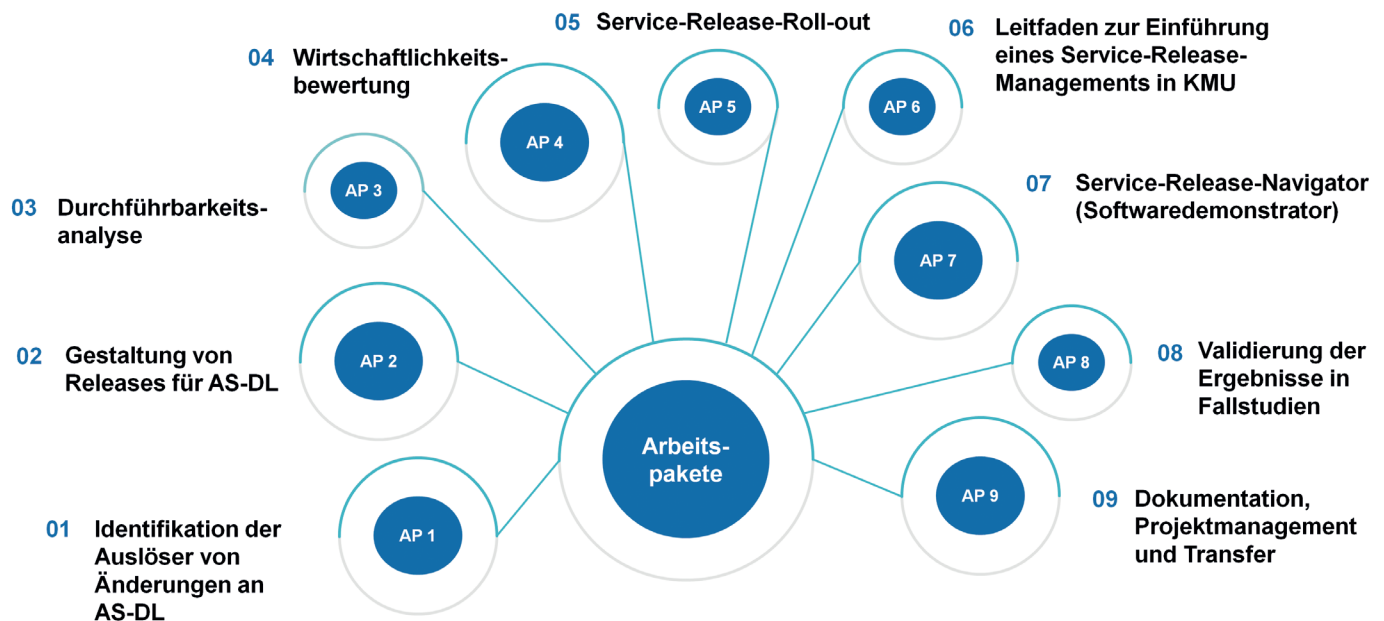 05 Service-Release-Roll-out
06 Leitfaden zur Einführung
eines Service-Release-
Managements in KMU
04 Wirtschaftlichkeits-
bewertung
AP 5
AP 6
AP 4
AP 3
07 Service-Release-Navigator
(Softwaredemonstrator)
03 Durchführbarkeits-
analyse
AP 7
02 Gestaltung von
Releases für AS-DL
AP 2
AP 8
08 Validierung der
Ergebnisse in
Fallstudien
Arbeits-
pakete
AP 9
09 Dokumentation,
Projektmanagement
und Transfer
01 Identifikation der
Auslöser von
Änderungen an
AS-DL
AP 1